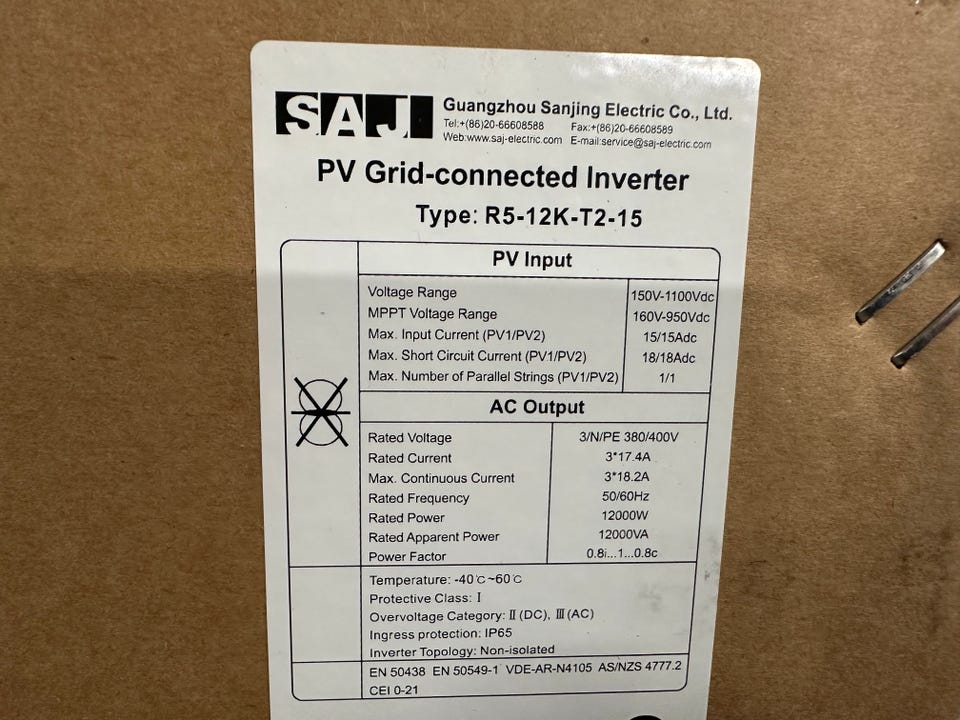 SAJ
Guangzhou Sanjing Electric Co., Ltd.
Tel:+(86)20-66608588 Fax:+(86)20-66608589
Web:www.saj-electric.com E-mail:service@saj-electric.com
PV Grid-connected Inverter
Type: R5-12K-T2-15
PV Input
Voltage Range 150V-1100Vdc
MPPT Voltage Range 160V-950Vdc
Max. Input Current (PV1/PV2) 15/15Adc
Max. Short Circuit Current (PV1/PV2) 18/18Adc
Max. Number of Parallel Strings (PV1/PV2) 1/1
AC Output
Rated Voltage 3/N/PE 380/400V
Rated Current 3*17.4A
Max. Continuous Current 3*18.2A
Rated Frequency 50/60Hz
Rated Power 12000W
Rated Apparent Power 12000VA
Power Factor 0.8i...1...0.8c
Temperature: -40℃~60℃
Protective Class: Ⅰ
Overvoltage Category: Ⅱ (DC), Ⅲ (AC)
Ingress protection: IP65
Inverter Topology: Non-isolated
EN 50438 EN 50549-1 VDE-AR-N4105 AS/NZS 4777.2
CEI 0-21